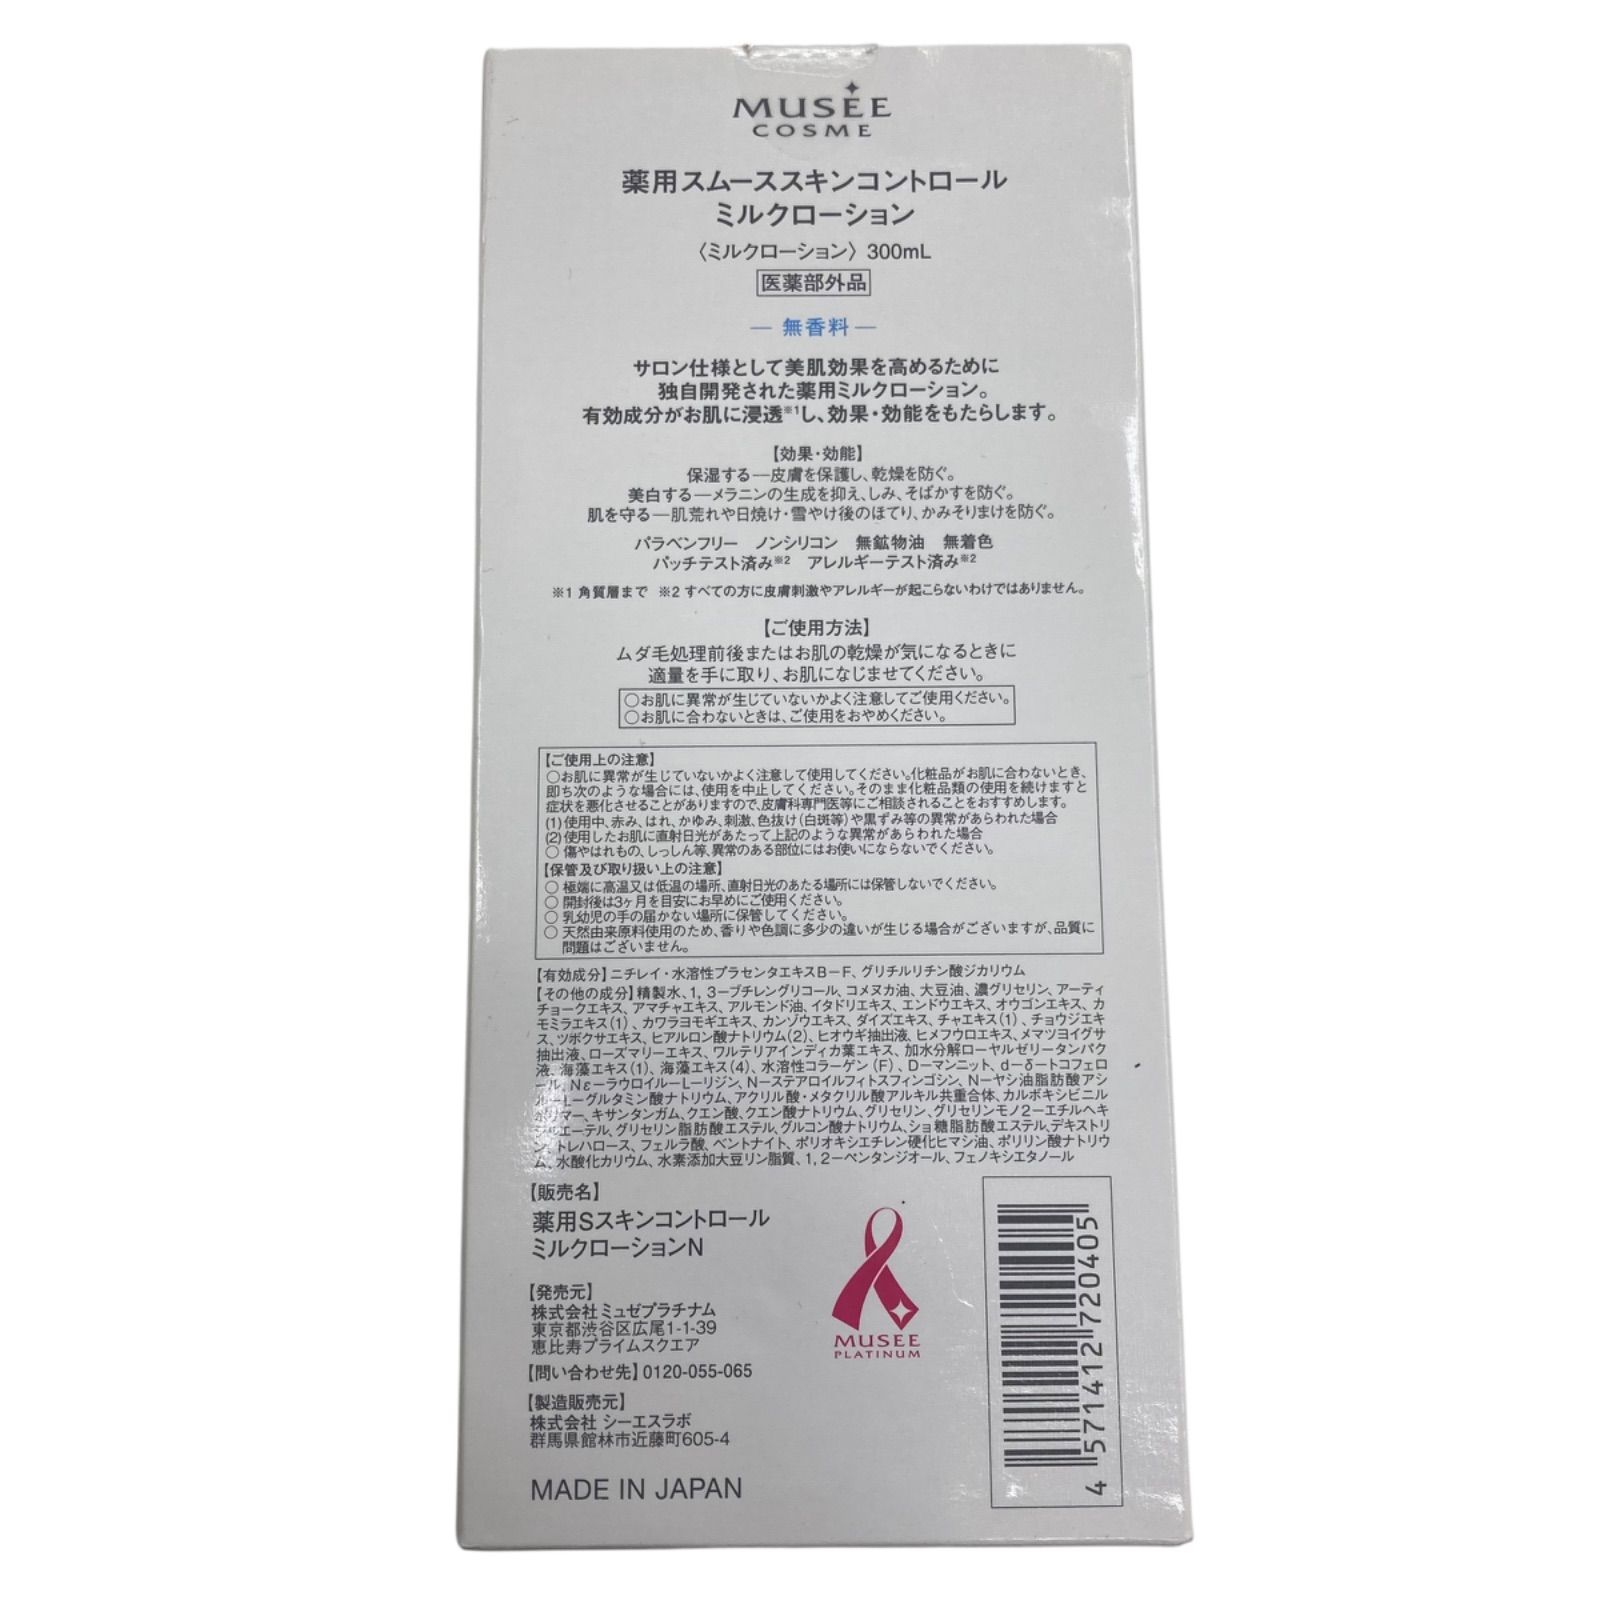 MUSÉE
COSME
薬用スムーススキンコントロール
ミルクローション
〈ミルクローション〉 300mL
医薬部外品
― 無香料 ―
サロン仕様として美肌効果を高めるために
独自開発された薬用ミルクローション。
有効成分がお肌に浸透※1し、効果・効能をもたらします。
【効果・効能】
保湿する―皮膚を保護し、乾燥を防ぐ。
美白する―メラニンの生成を抑え、しみ、そばかすを防ぐ。
肌を守る―肌荒れや日焼け・雪やけ後のほてり、かみそりまけを防ぐ。
パラベンフリー ノンシリコン 無鉱物油 無着色
パッチテスト済み※2 アレルギーテスト済み※2
※1 角質層まで ※2 すべての方に皮膚刺激やアレルギーが起こらないわけではありません。
【ご使用方法】
ムダ毛処理前後またはお肌の乾燥が気になるときに
適量を手に取り、お肌になじませてください。
○お肌に異常が生じていないかよく注意してご使用ください。
○お肌に合わないときは、ご使用をおやめください。
【ご使用上の注意】
○お肌に異常が生じていないかよく注意して使用してください。化粧品がお肌に合わないとき、
即ち次のような場合には、使用を中止してください。そのまま化粧品類の使用を続けますと
症状を悪化させることがありますので、皮膚科専門医等にご相談されることをおすすめします。
(1)使用中、赤み、はれ、かゆみ、刺激、色抜け(白斑等)や黒ずみ等の異常があらわれた場合
(2)使用したお肌に直射日光があたって上記のような異常があらわれた場合
○ 傷やはれもの、しっしん等、異常のある部位にはお使いにならないでください。
【保管及び取り扱い上の注意】
○ 極端に高温又は低温の場所、直射日光のあたる場所には保管しないでください。
○ 開封後は3ヶ月を目安にお早めにご使用ください。
○ 乳幼児の手の届かない場所に保管してください。
○ 天然由来原料使用のため、香りや色調に多少の違いが生じる場合がございますが、品質に
問題はございません。
【有効成分】ニチレイ・水溶性プラセンタエキスB－F、グリチルリチン酸ジカリウム
【その他の成分】精製水、1, 3－ブチレングリコール、コメヌカ油、大豆油、濃グリセリン、アーティ
チョークエキス、アマチャエキス、アルモンド油、イタドリエキス、エンドウエキス、オウゴンエキス、カ
モミラエキス(1)、カワラヨモギエキス、カンゾウエキス、ダイズエキス、チャエキス(1)、チョウジエキ
ス、ツボクサエキス、ヒアルロン酸ナトリウム(2)、ヒオウギ抽出液、ヒメフウロエキス、メマツヨイグサ
抽出液、ローズマリーエキス、ワルテリアインディカ葉エキス、加水分解ローヤルゼリータンパク
液、海藻エキス(1)、海藻エキス(4)、水溶性コラーゲン(F)、D－マンニット、d－δ－トコフェロ
ール、Nε－ラウロイル－L－リジン、N－ステアロイルフィトスフィンゴシン、N－ヤシ油脂肪酸アシ
ル－L－グルタミン酸ナトリウム、アクリル酸・メタクリル酸アルキル共重合体、カルボキシビニル
ポリマー、キサンタンガム、クエン酸、クエン酸ナトリウム、グリセリン、グリセリンモノ2－エチルヘキ
シルエーテル、グリセリン脂肪酸エステル、グルコン酸ナトリウム、ショ糖脂肪酸エステル、デキストリ
ン、トレハロース、フェルラ酸、ベントナイト、ポリオキシエチレン硬化ヒマシ油、ポリリン酸ナトリウ
ム、水酸化カリウム、水素添加大豆リン脂質、1, 2－ペンタンジオール、フェノキシエタノール
【販売名】
薬用Sスキンコントロール
ミルクローションN
【発売元】
株式会社ミュゼプラチナム
東京都渋谷区広尾1-1-39
恵比寿プライムスクエア
【問い合わせ先】0120-055-065
【製造販売元】
株式会社 シーエスラボ
群馬県館林市近藤町605-4
MADE IN JAPAN
MUSEE
PLATINUM
4 571412 720405